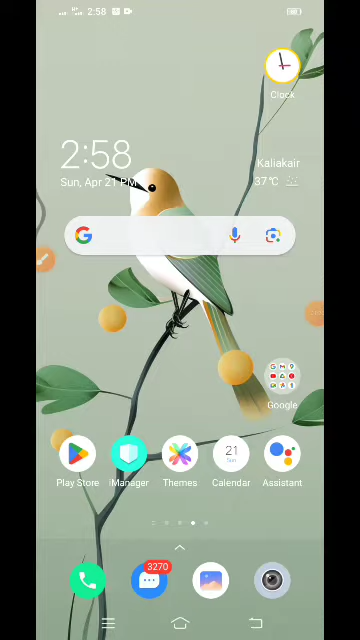 2:58
Clock
2:58
Sun, Apr 21 PM
Kaliakair
37°C
Google
21
Sun
Play Store
iManager
Themes
Calendar
Assistant
3270